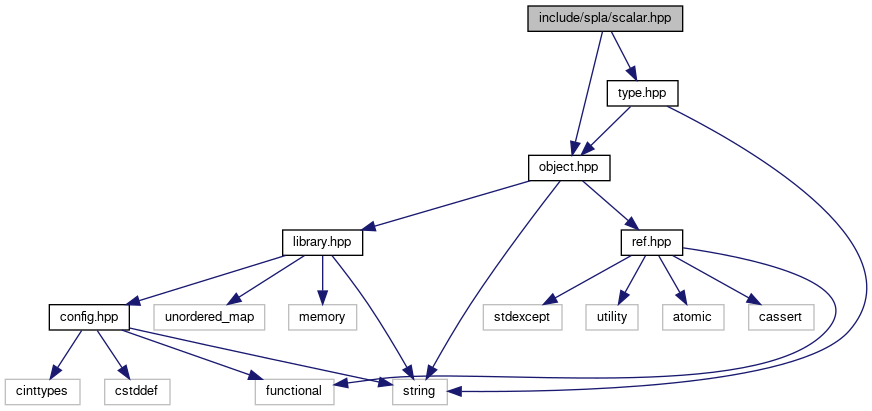 include/spla/scalar.hpp
type.hpp
object.hpp
library.hpp
ref.hpp
config.hpp
unordered_map
memory
stdexcept
utility
atomic
cassert
cinttypes
cstddef
functional
string